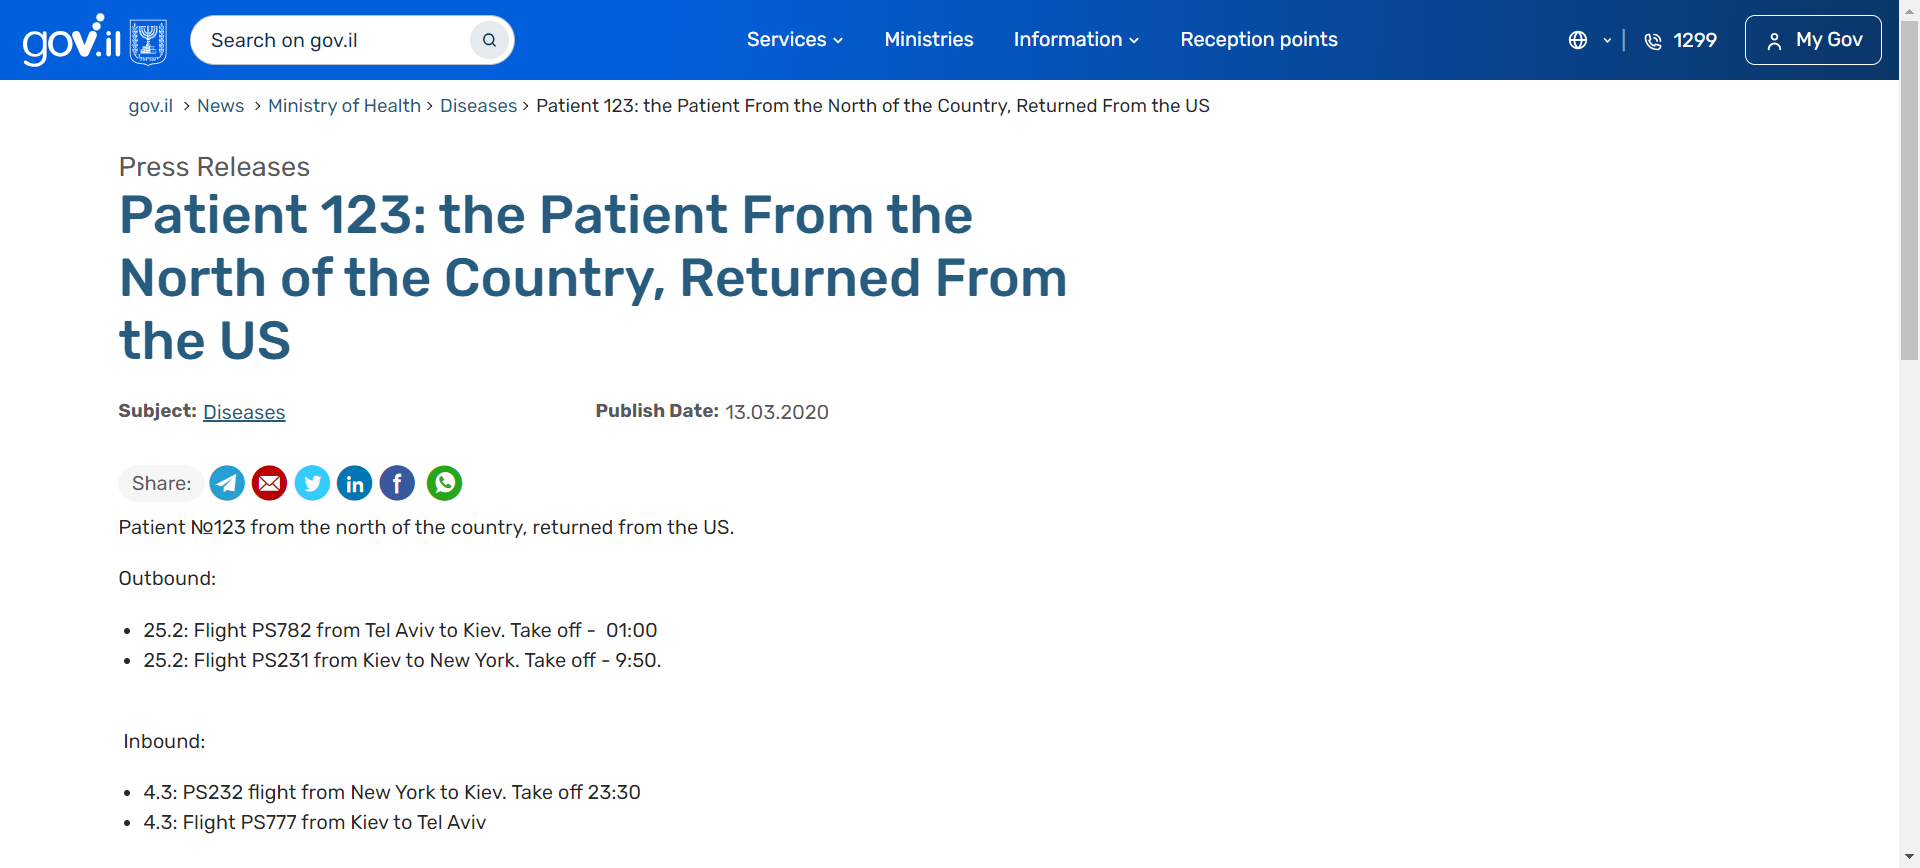 gov.il
Search on gov.il
Services
Ministries
Information
Reception points
1299
My Gov
gov.il > News > Ministry of Health > Diseases > Patient 123: the Patient From the North of the Country, Returned From the US
Press Releases
Patient 123: the Patient From the
North of the Country, Returned From
the US
Subject: Diseases
Publish Date: 13.03.2020
Share:
Patient №123 from the north of the country, returned from the US.
Outbound:
• 25.2: Flight PS782 from Tel Aviv to Kiev. Take off - 01:00
• 25.2: Flight PS231 from Kiev to New York. Take off - 9:50.
Inbound:
• 4.3: PS232 flight from New York to Kiev. Take off 23:30
• 4.3: Flight PS777 from Kiev to Tel Aviv